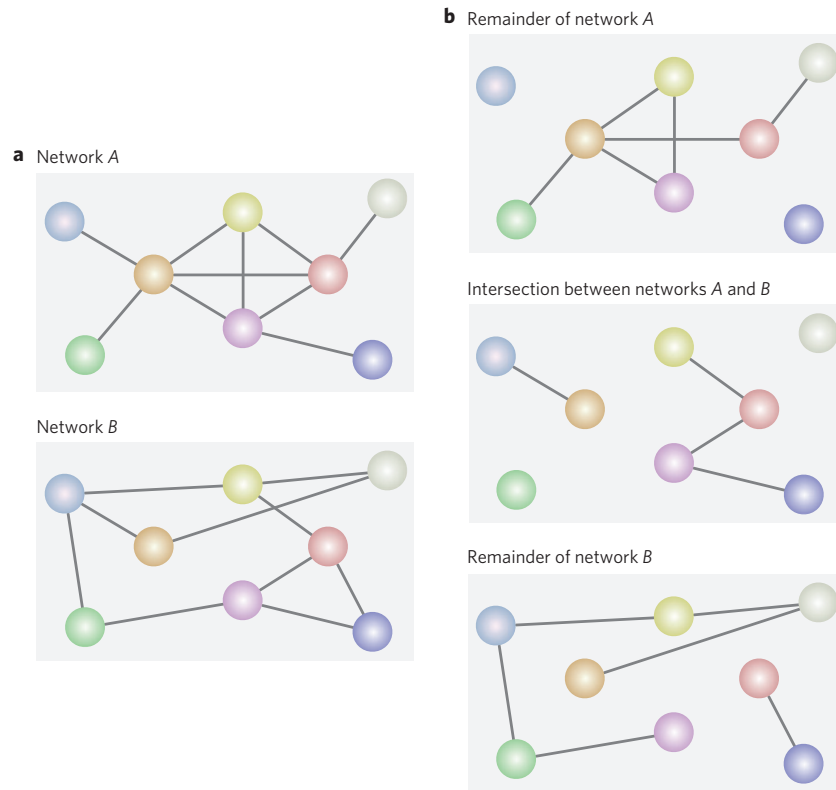 a Network A
Network B
b Remainder of network A
Intersection between networks A and B
Remainder of network B